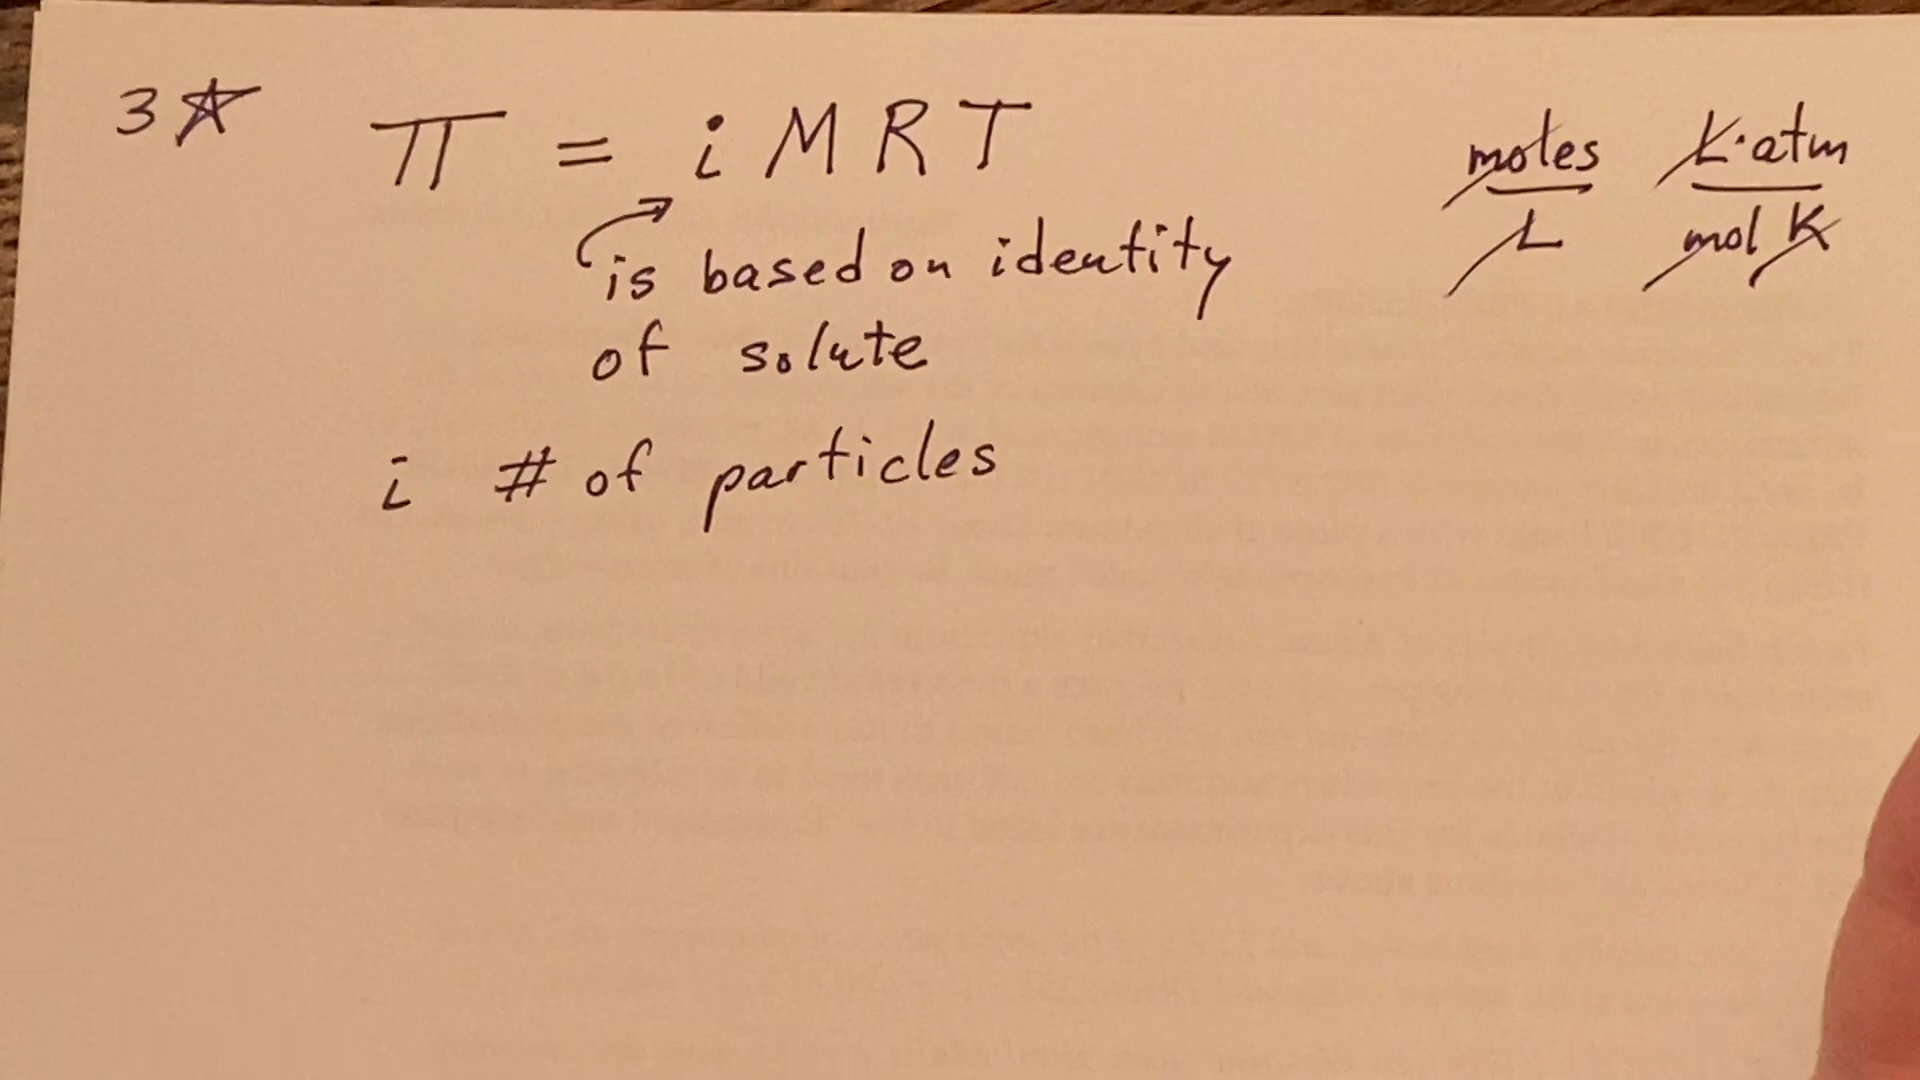 3☆ π = i M R T
moles L·atm
L mol K
is based on identity
of solute
i # of particles